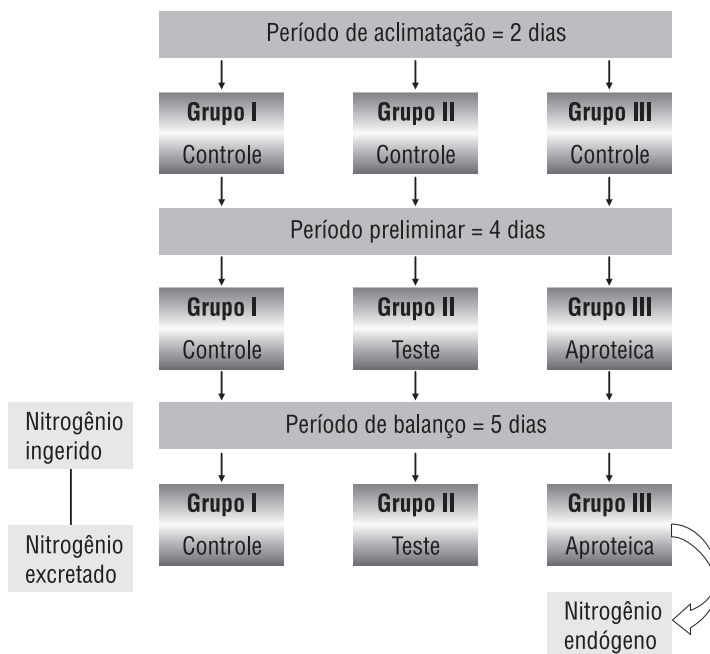 Período de aclimatação = 2 dias
Grupo I
Controle
Grupo II
Controle
Grupo III
Controle
Período preliminar = 4 dias
Grupo I
Controle
Grupo II
Teste
Grupo III
Aproteica
Nitrogênio
ingerido
Período de balanço = 5 dias
Nitrogênio
excretado
Grupo I
Controle
Grupo II
Teste
Grupo III
Aproteica
Nitrogênio
endógeno